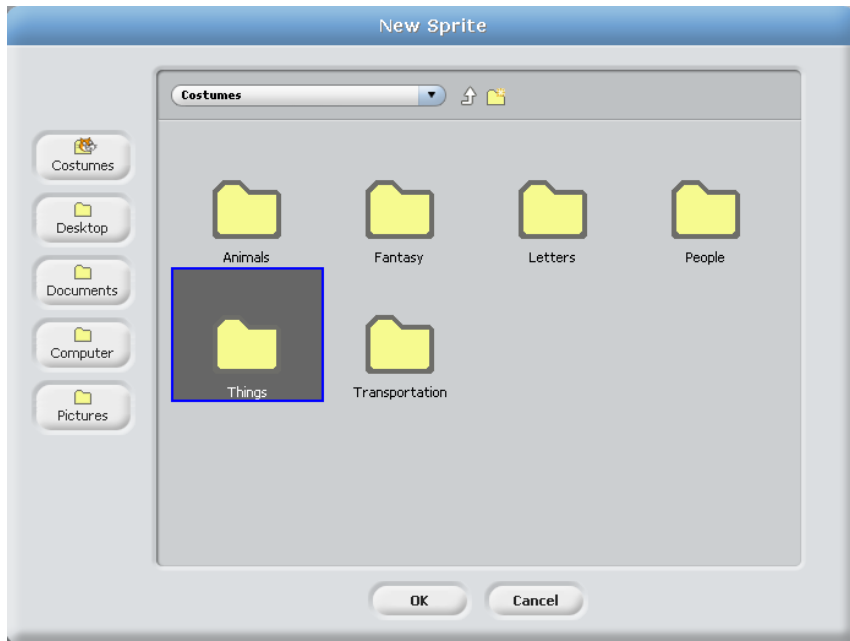 New Sprite
Costumes
Costumes
Desktop
Documents
Computer
Pictures
Animals Fantasy Letters People
Things Transportation
OK Cancel